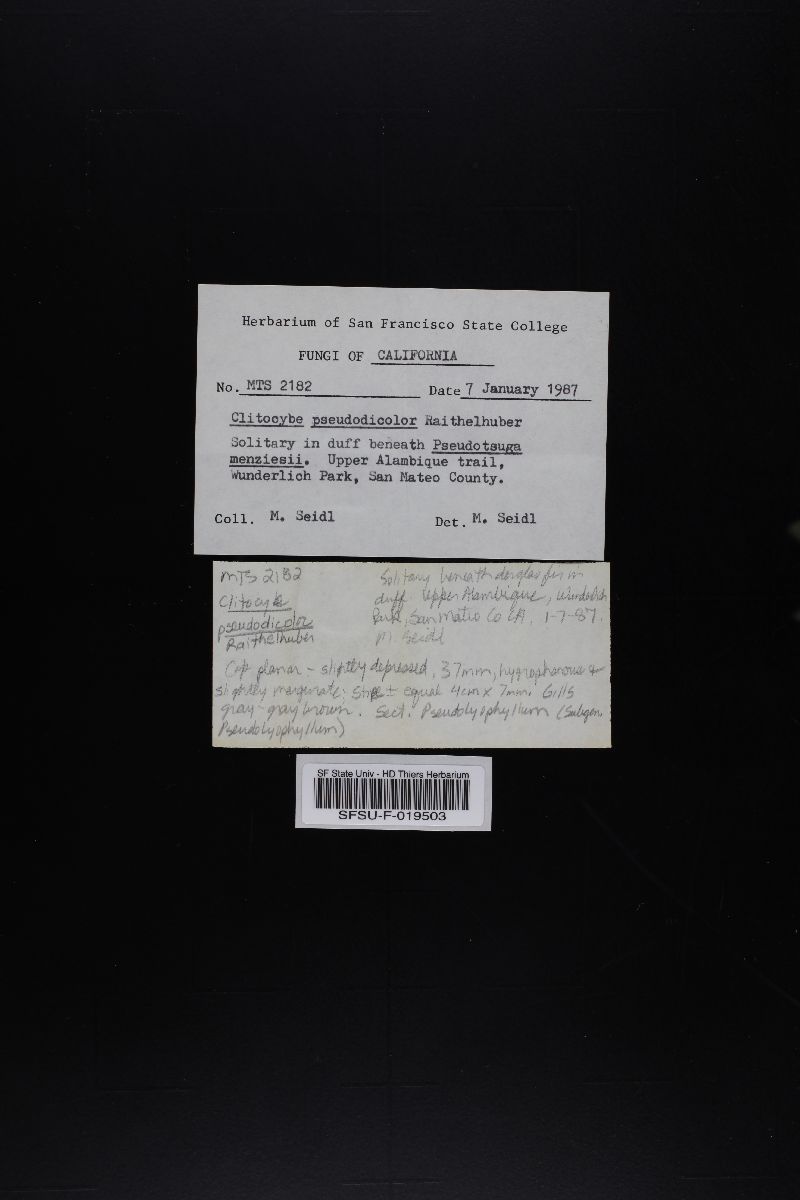 Herbarium of San Francisco State College
FUNGI OF CALIFORNIA
No. MTS 2182 Date 7 January 1987
Clitocybe pseudodicolor Raithelhuber
Solitary in duff beneath Pseudotsuga
menziesii. Upper Alambique trail,
Wunderlich Park, San Mateo County.
Coll. M. Seidl Det. M. Seidl
MTS 2182
Clitocybe
pseudodicolor
Raithelhuber
Solitary beneath douglas fir in
duff. Upper Alambique, Wunderlich
Park, San Mateo Co CA, 1-7-87.
M. Seidl
Cap planar - slightly depressed, 37mm, hygrophanous &
slightly marginate. Stipe ± equal 4cm x 7mm. Gills
gray-gray brown. Sect. Pseudolyophyllum (Subgen.
Pseudolyophyllum)
SF State Univ - HD Thiers Herbarium
SFSU-F-019503